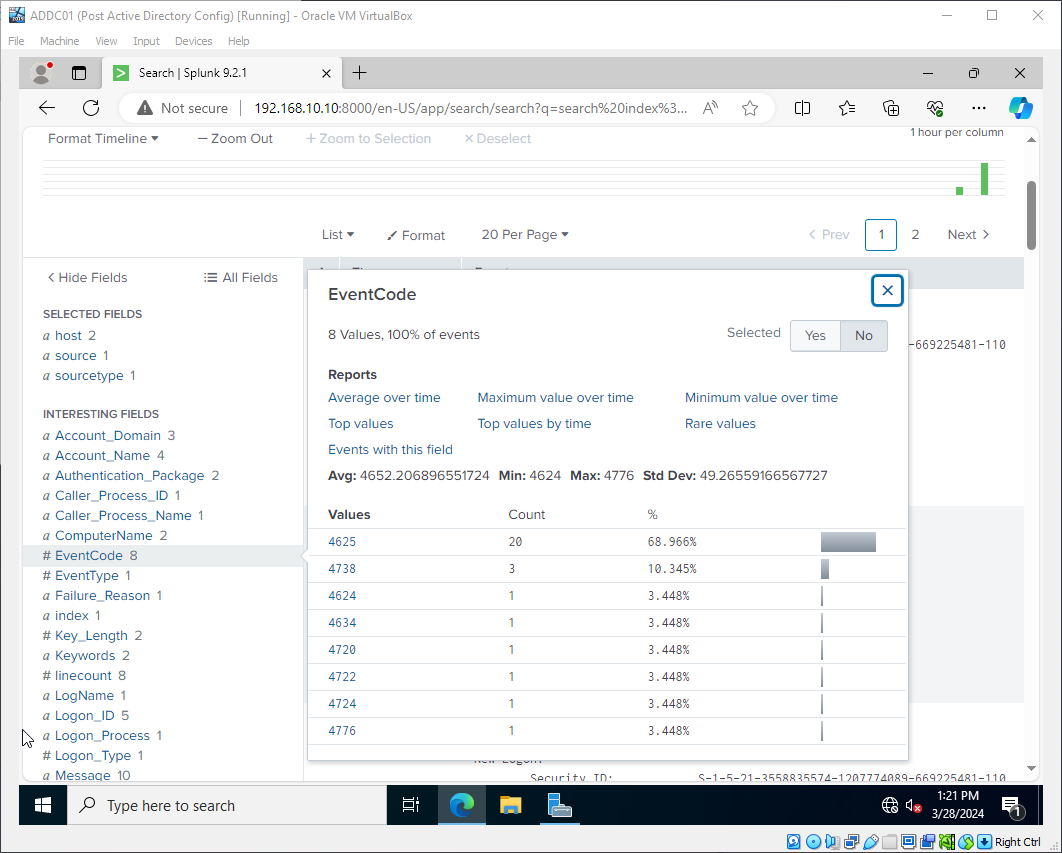 ADDC01 (Post Active Directory Config) [Running] - Oracle VM VirtualBox
File Machine View Input Devices Help
Search | Splunk 9.2.1
Not secure 192.168.10.10:8000/en-US/app/search/search?q=search%20index%3...
Format Timeline — Zoom Out + Zoom to Selection × Deselect 1 hour per column
List Format 20 Per Page < Prev 1 2 Next >
< Hide Fields All Fields
SELECTED FIELDS
a host 2
a source 1
a sourcetype 1
INTERESTING FIELDS
a Account_Domain 3
a Account_Name 4
a Authentication_Package 2
a Caller_Process_ID 1
a Caller_Process_Name 1
a ComputerName 2
# EventCode 8
# EventType 1
a Failure_Reason 1
a index 1
# Key_Length 2
a Keywords 2
# linecount 8
a LogName 1
a Logon_ID 5
a Logon_Process 1
# Logon_Type 1
a Message 10
EventCode
8 Values, 100% of events Selected Yes No
-669225481-110
Reports
Average over time Maximum value over time Minimum value over time
Top values Top values by time Rare values
Events with this field
Avg: 4652.206896551724 Min: 4624 Max: 4776 Std Dev: 49.26559166567727
Values Count %
4625 20 68.966%
4738 3 10.345%
4624 1 3.448%
4634 1 3.448%
4720 1 3.448%
4722 1 3.448%
4724 1 3.448%
4776 1 3.448%
New Logon:
Security ID: S-1-5-21-3558835574-1207774089-669225481-110
Type here to search
1:21 PM
3/28/2024
1
Right Ctrl